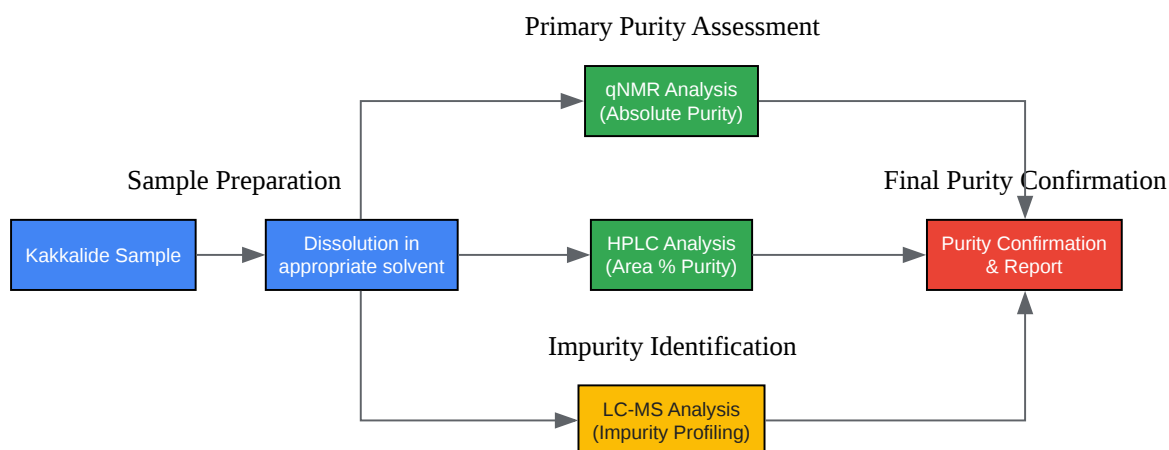 Primary Purity Assessment
qNMR Analysis
(Absolute Purity)
Sample Preparation
Final Purity Confirmation
Kakkalide Sample
Dissolution in
appropriate solvent
HPLC Analysis
(Area % Purity)
Purity Confirmation
& Report
Impurity Identification
LC-MS Analysis
(Impurity Profiling)